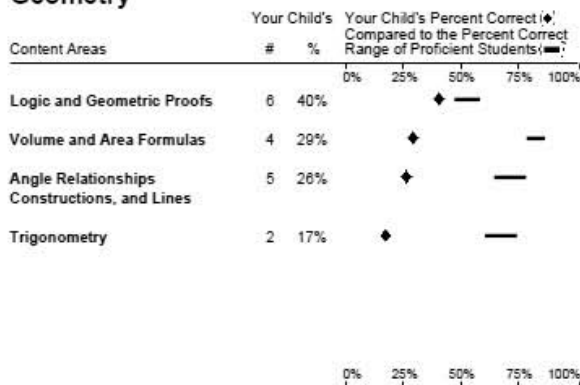 Geometry
Your Child's Your Child's Percent Correct (◆)
Compared to the Percent Correct
Content Areas # % Range of Proficient Students(▬)
0% 25% 50% 75% 100%
Logic and Geometric Proofs 6 40%
Volume and Area Formulas 4 29%
Angle Relationships 5 26%
Constructions, and Lines
Trigonometry 2 17%
0% 25% 50% 75% 100%